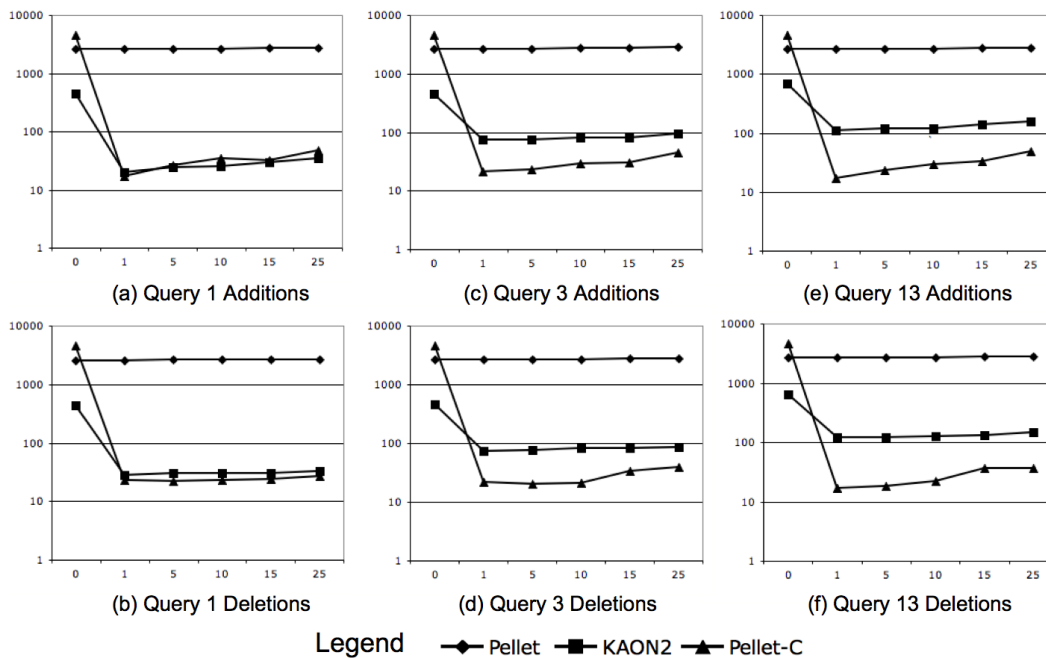 10000
1000
100
10
1
0 1 5 10 15 25
(a) Query 1 Additions
10000
1000
100
10
1
0 1 5 10 15 25
(c) Query 3 Additions
10000
1000
100
10
1
0 1 5 10 15 25
(e) Query 13 Additions
10000
1000
100
10
1
0 1 5 10 15 25
(b) Query 1 Deletions
10000
1000
100
10
1
0 1 5 10 15 25
(d) Query 3 Deletions
10000
1000
100
10
1
0 1 5 10 15 25
(f) Query 13 Deletions
Legend Pellet KAON2 Pellet-C